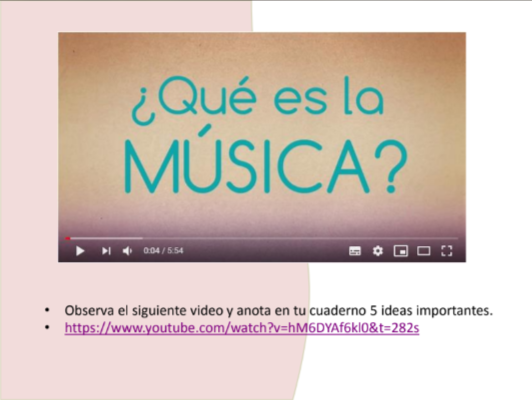 ¿Qué es la
MÚSICA?
0:04 / 5:54
• Observa el siguiente video y anota en tu cuaderno 5 ideas importantes.
• https://www.youtube.com/watch?v=hM6DYAf6kl0&t=282s